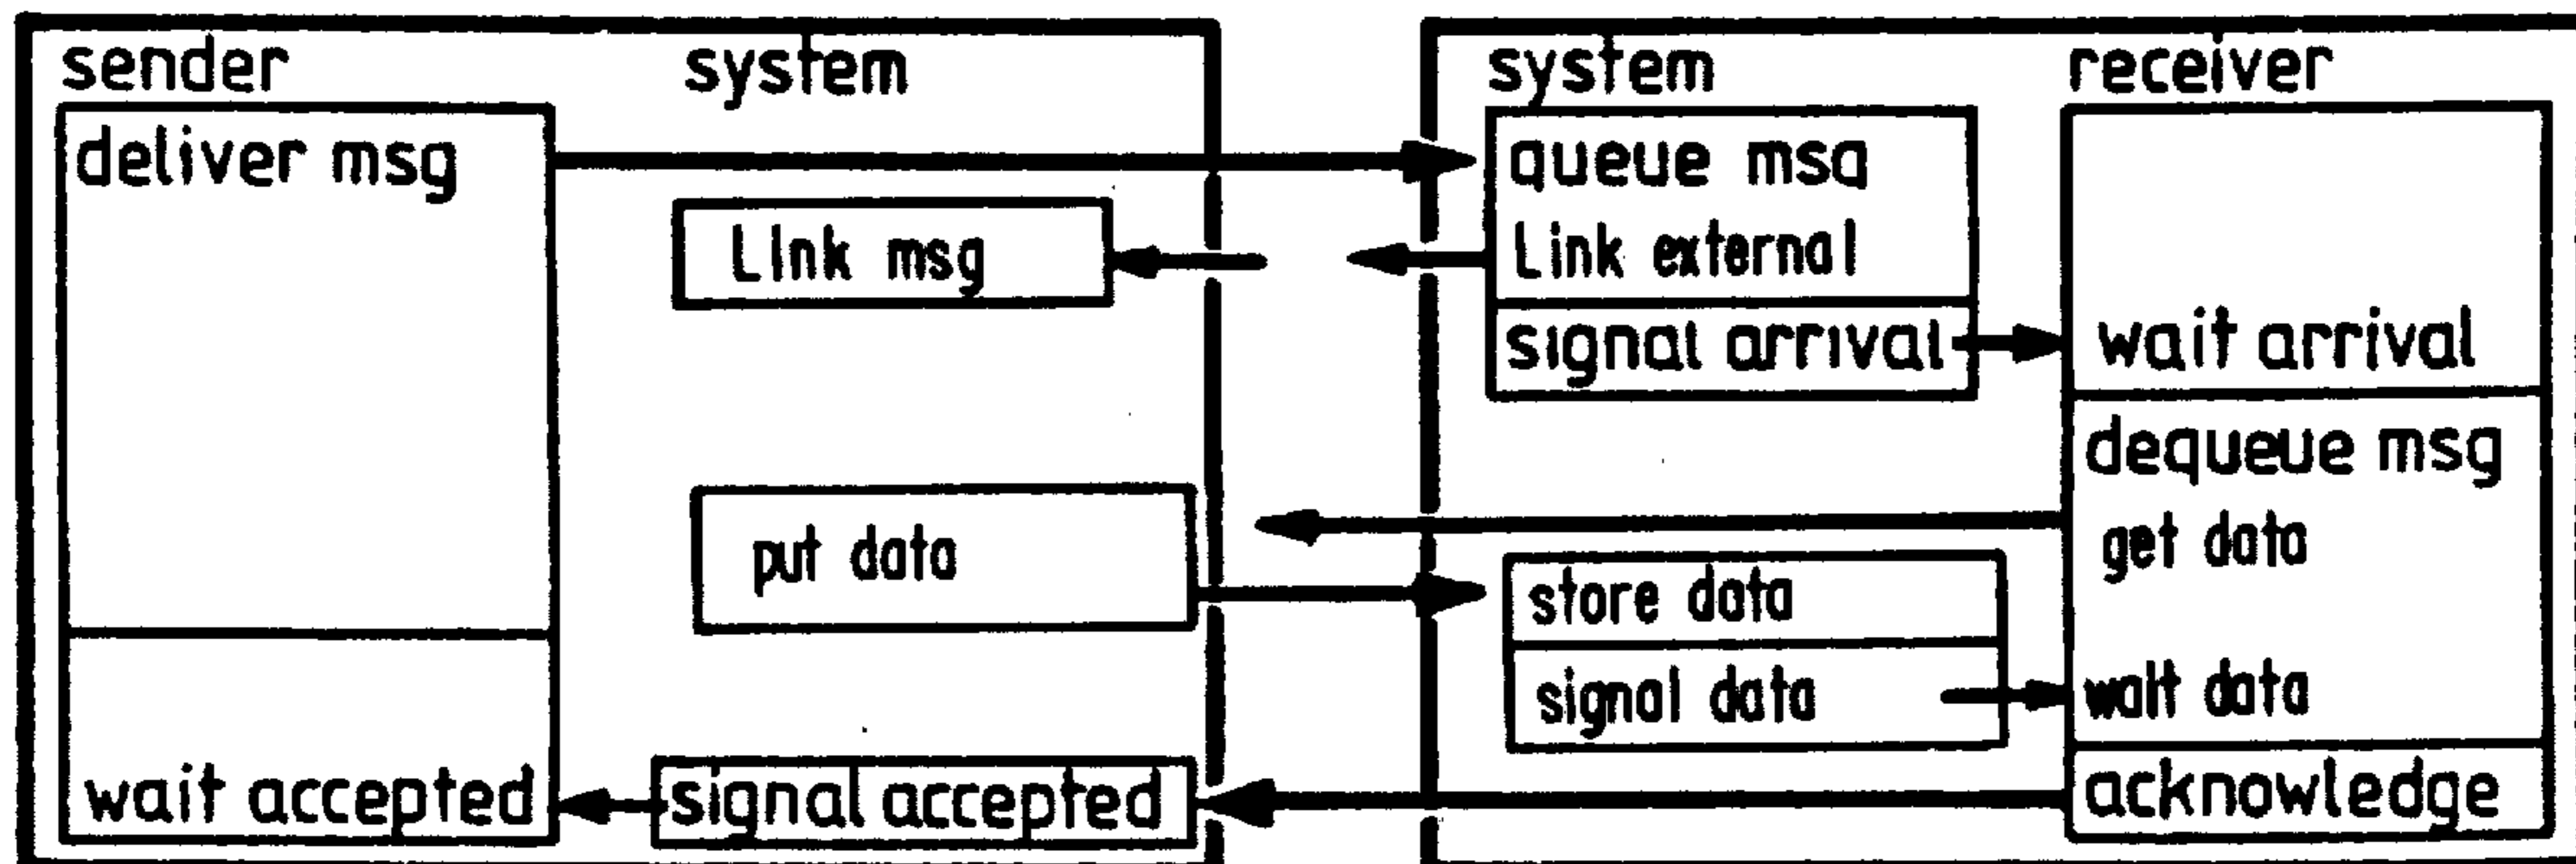 sender
system
system
receiver
deliver msg
queue msq
Link msg
Link external
signal arrival
wait arrival
dequeue msg
get data
put data
store data
signal data
wait data
wait accepted
signal accepted
acknowledge